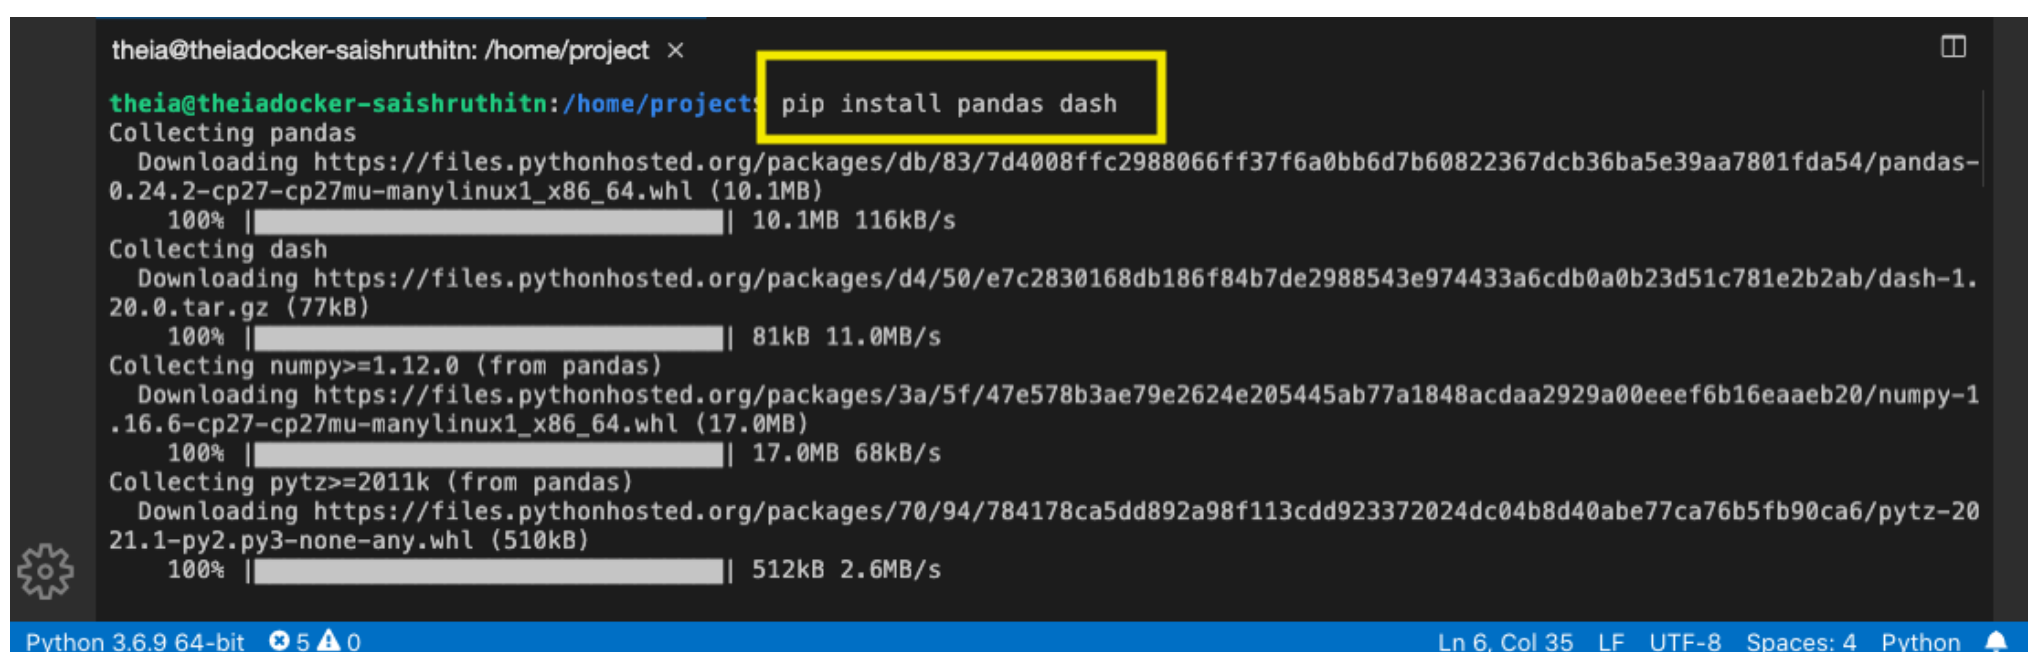 theia@theiadocker-saishruthitn: /home/project ×
theia@theiadocker-saishruthitn:/home/project$ pip install pandas dash
Collecting pandas
  Downloading https://files.pythonhosted.org/packages/db/83/7d4008ffc2988066ff37f6a0bb6d7b60822367dcb36ba5e39aa7801fda54/pandas-
0.24.2-cp27-cp27mu-manylinux1_x86_64.whl (10.1MB)
    100% |████████████████████████████████| 10.1MB 116kB/s
Collecting dash
  Downloading https://files.pythonhosted.org/packages/d4/50/e7c2830168db186f84b7de2988543e974433a6cdb0a0b23d51c781e2b2ab/dash-1.
20.0.tar.gz (77kB)
    100% |████████████████████████████████| 81kB 11.0MB/s
Collecting numpy>=1.12.0 (from pandas)
  Downloading https://files.pythonhosted.org/packages/3a/5f/47e578b3ae79e2624e205445ab77a1848acdaa2929a00eeef6b16eaaeb20/numpy-1
.16.6-cp27-cp27mu-manylinux1_x86_64.whl (17.0MB)
    100% |████████████████████████████████| 17.0MB 68kB/s
Collecting pytz>=2011k (from pandas)
  Downloading https://files.pythonhosted.org/packages/70/94/784178ca5dd892a98f113cdd923372024dc04b8d40abe77ca76b5fb90ca6/pytz-20
21.1-py2.py3-none-any.whl (510kB)
    100% |████████████████████████████████| 512kB 2.6MB/s
Python 3.6.9 64-bit 5 0 Ln 6, Col 35 LF UTF-8 Spaces: 4 Python